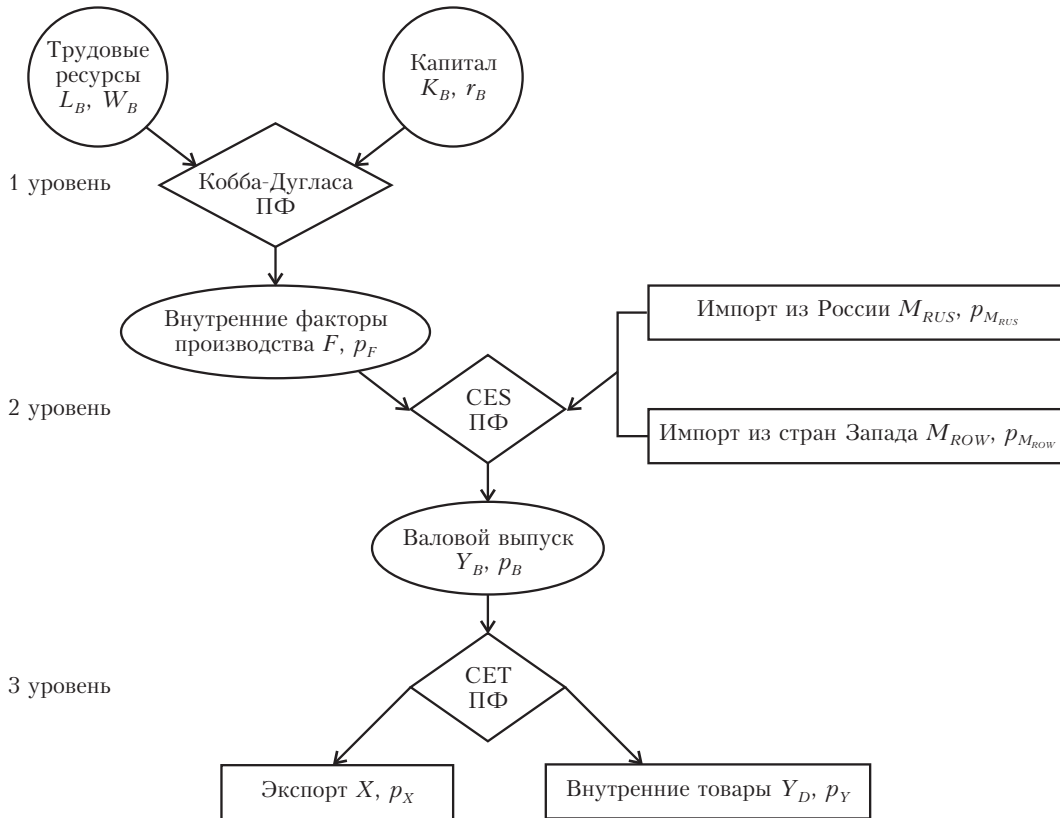 Трудовые
ресурсы
L_B, W_B
Капитал
K_B, r_B
1 уровень
Кобба-Дугласа
ПФ
Внутренние факторы
производства F, p_F
Импорт из России M_RUS, p_M_RUS
2 уровень
CES
ПФ
Импорт из стран Запада M_ROW, p_M_ROW
Валовой выпуск
Y_B, p_B
3 уровень
CET
ПФ
Экспорт X, p_X
Внутренние товары Y_D, p_Y